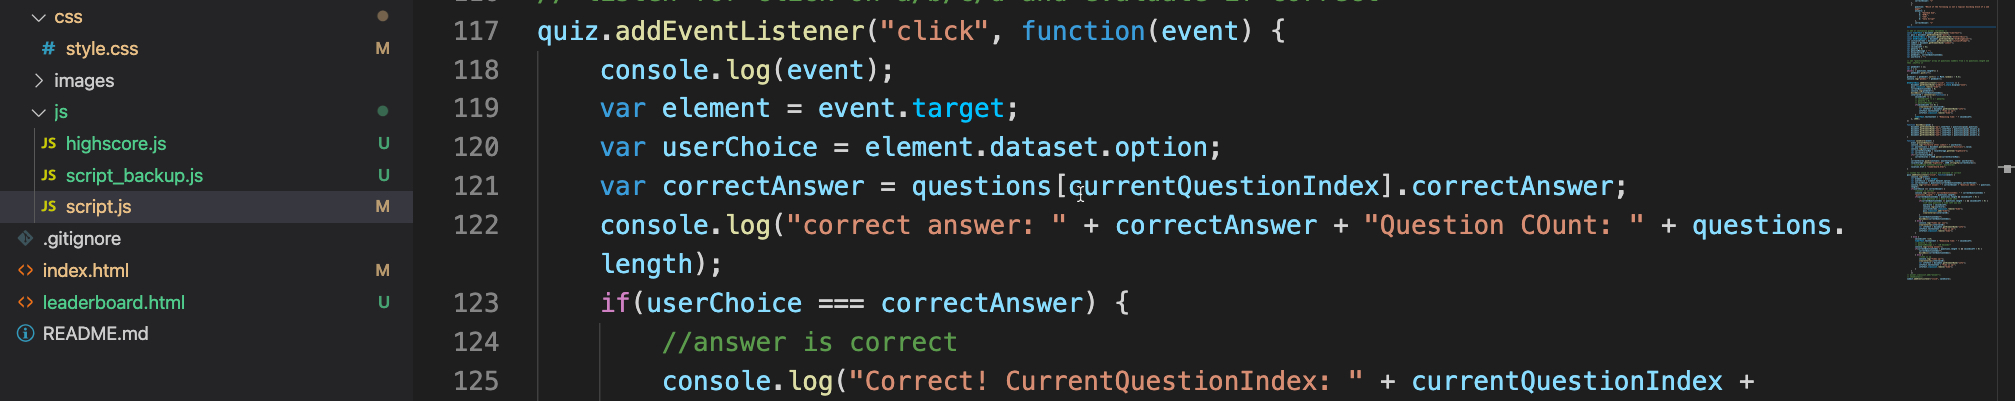 css
style.css M
images
js
JS highscore.js U
JS script_backup.js U
JS script.js M
.gitignore
<> index.html M
<> leaderboard.html U
README.md
117 quiz.addEventListener("click", function(event) {
118 console.log(event);
119 var element = event.target;
120 var userChoice = element.dataset.option;
121 var correctAnswer = questions[currentQuestionIndex].correctAnswer;
122 console.log("correct answer: " + correctAnswer + "Question COunt: " + questions.
length);
123 if(userChoice === correctAnswer) {
124 //answer is correct
125 console.log("Correct! CurrentQuestionIndex: " + currentQuestionIndex +